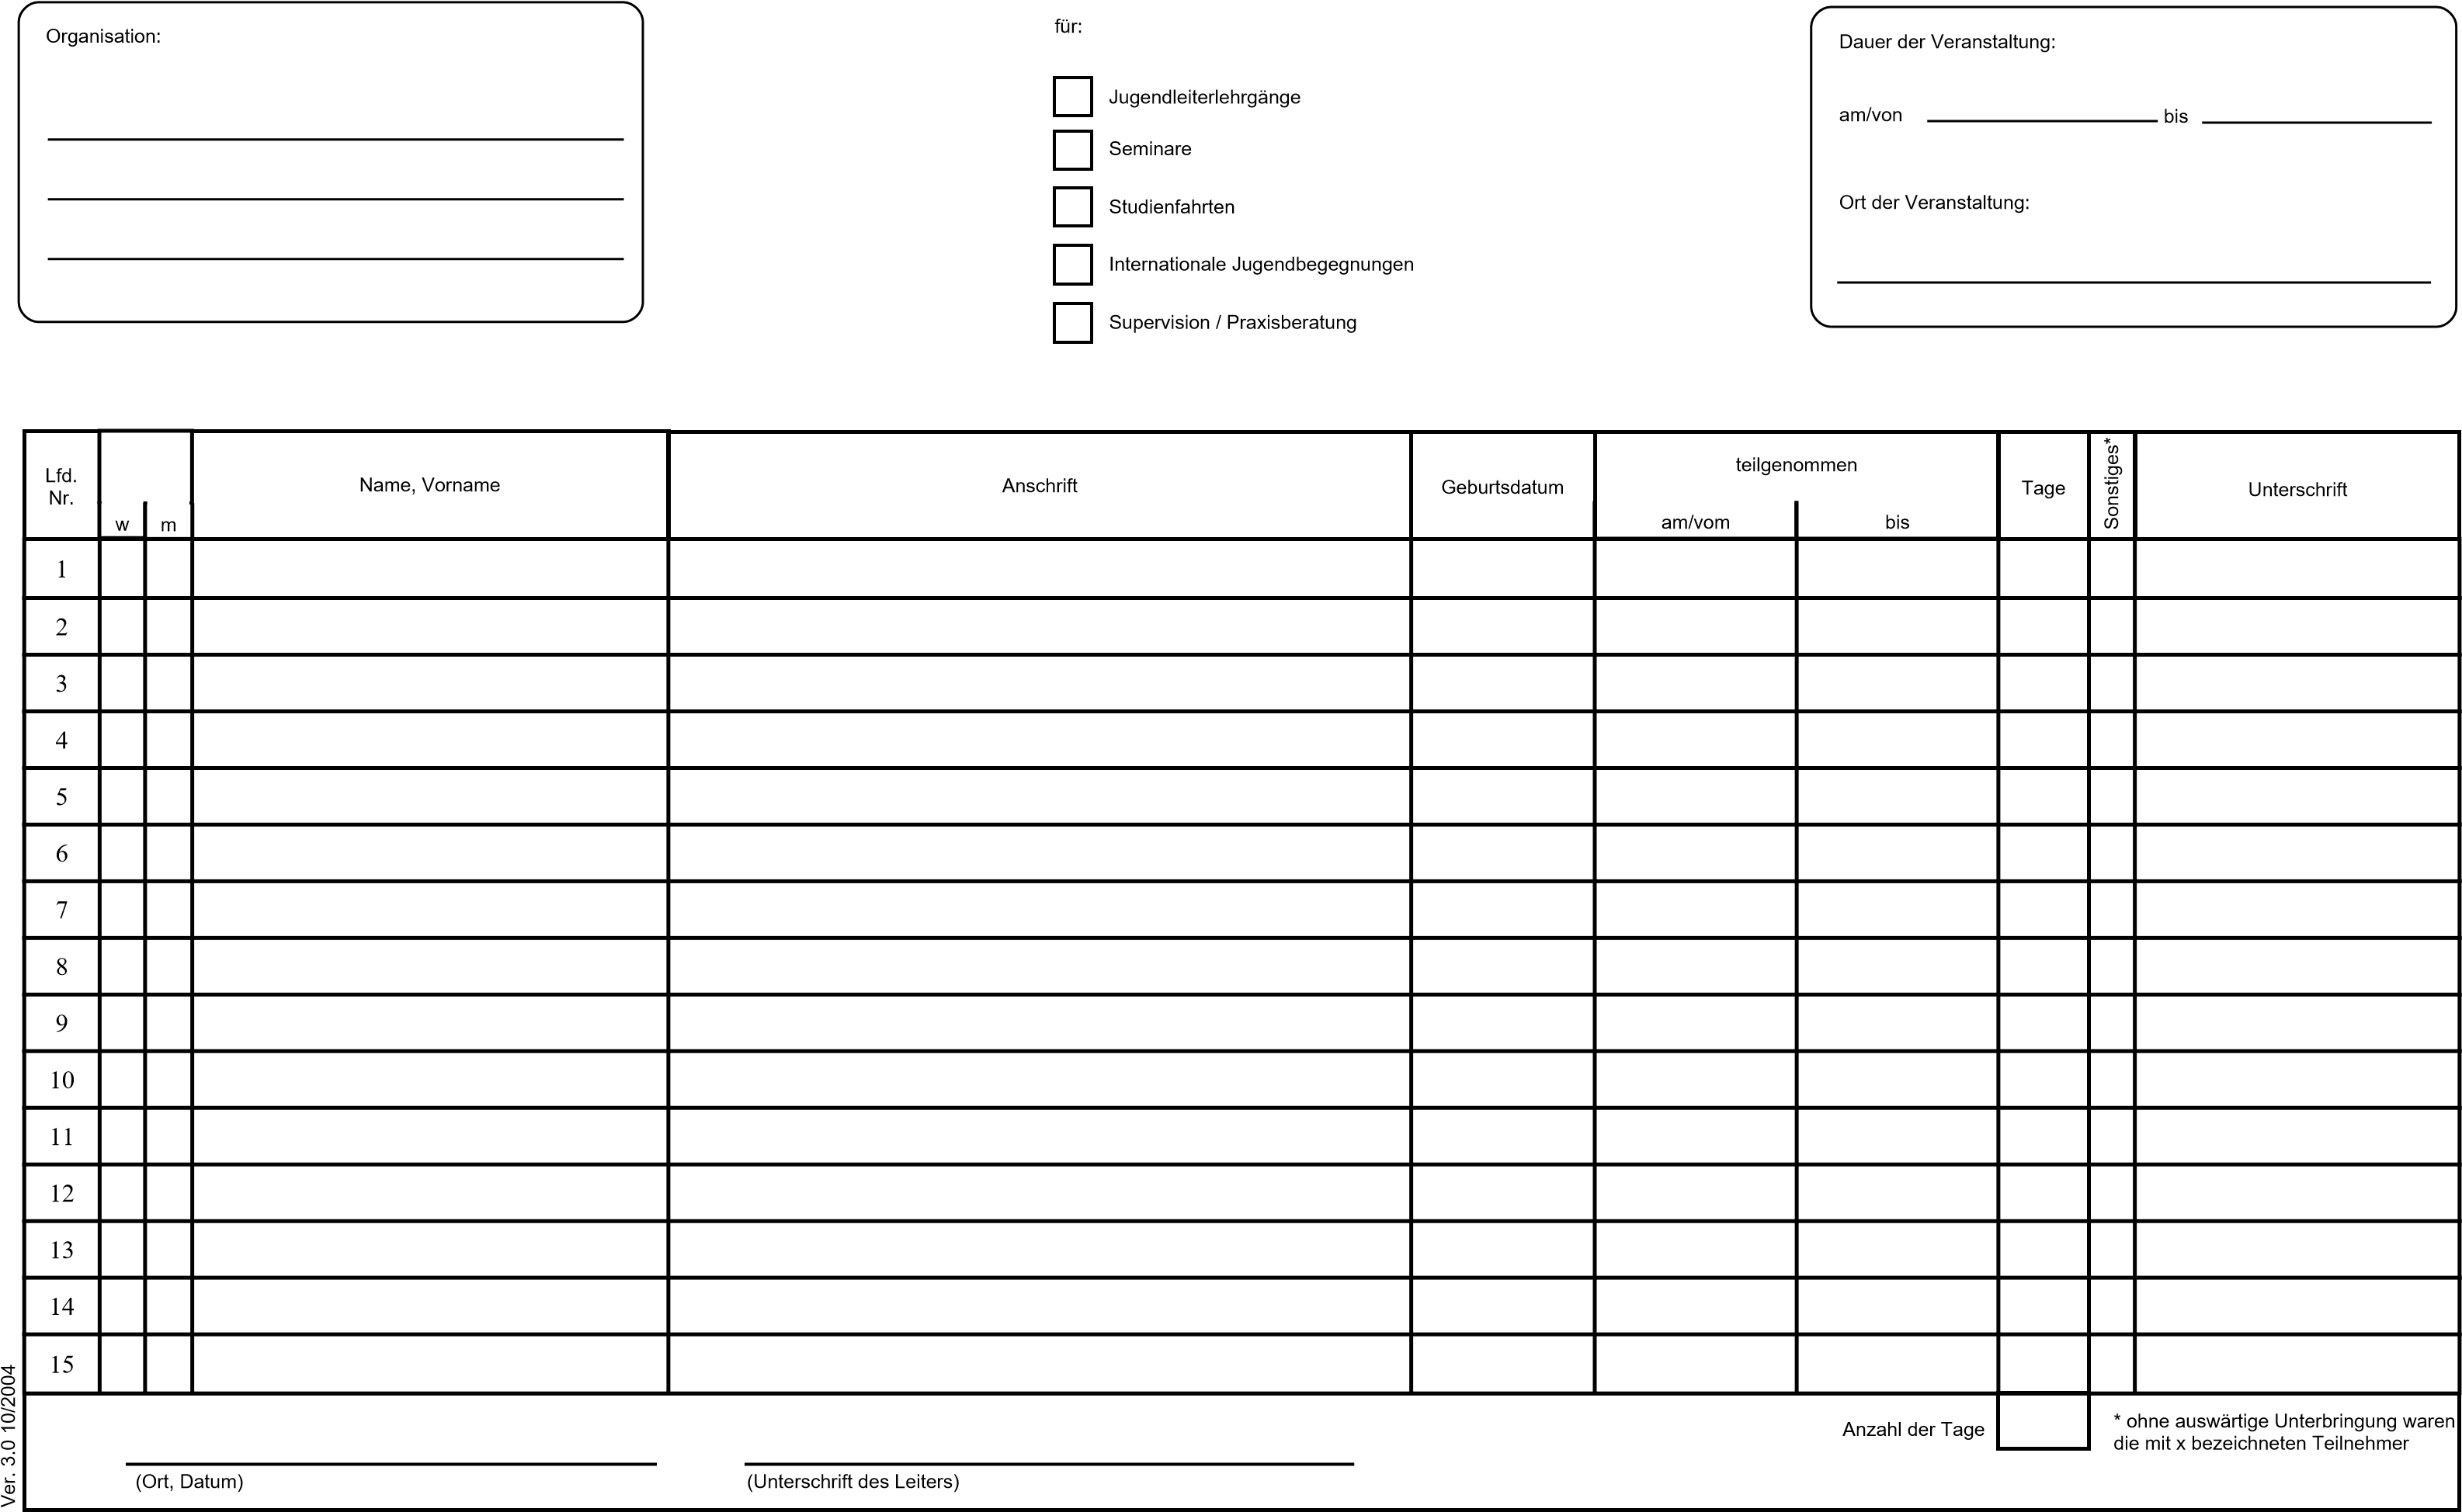 Organisation:
für:
Jugendleiterlehrgänge
Seminare
Studienfahrten
Internationale Jugendbegegnungen
Supervision / Praxisberatung
Dauer der Veranstaltung:
am/von bis
Ort der Veranstaltung:
Lfd.
Nr.
w m
Name, Vorname
Anschrift
Geburtsdatum
teilgenommen
am/vom bis
Tage
Sonstiges*
Unterschrift
1
2
3
4
5
6
7
8
9
10
11
12
13
14
15
Anzahl der Tage
* ohne auswärtige Unterbringung waren
die mit x bezeichneten Teilnehmer
(Ort, Datum)
(Unterschrift des Leiters)
Ver. 3.0 10/2004